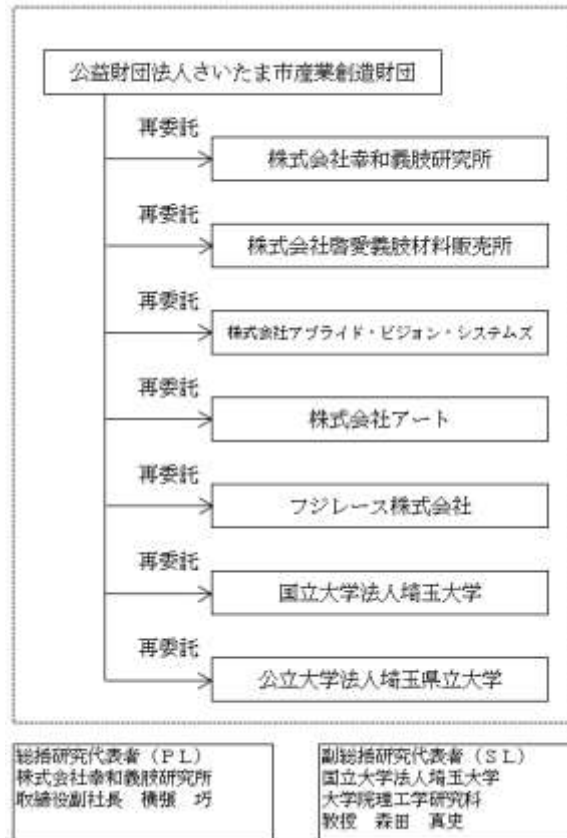 公益財団法人さいたま市産業創造財団
再委託
株式会社幸和義肢研究所
再委託
株式会社啓愛義肢材料販売所
再委託
株式会社アプライド・ビジョン・システムズ
再委託
株式会社アート
再委託
フジレース株式会社
再委託
国立大学法人埼玉大学
再委託
公立大学法人埼玉県立大学
総括研究代表者（ＰＬ）
株式会社幸和義肢研究所
取締役副社長　横張　巧
副総括研究代表者（ＳＬ）
国立大学法人埼玉大学
大学院理工学研究科
教授　森田　真史